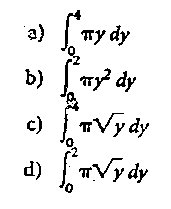 a) ∫₀⁴ πy dy
b) ∫₀² πy² dy
c) ∫₀⁴ π√y dy
d) ∫₀² π√y dy